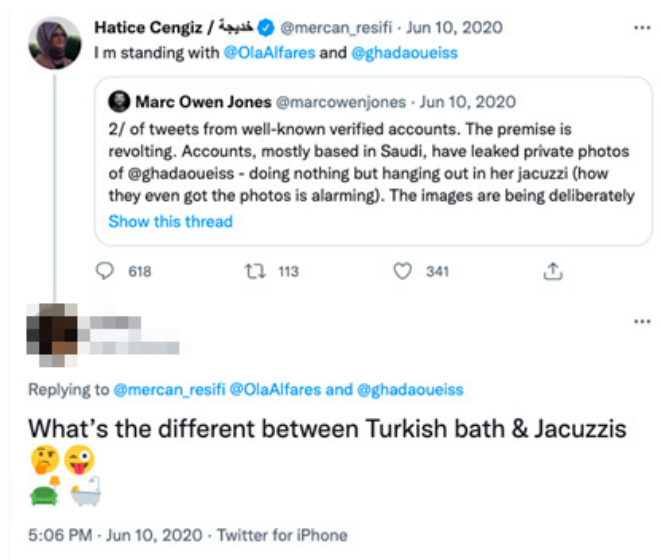 Hatice Cengiz / خديجة @mercan_resifi · Jun 10, 2020
I m standing with @OlaAlfares and @ghadaoueiss
Marc Owen Jones @marcowenjones · Jun 10, 2020
2/ of tweets from well-known verified accounts. The premise is
revolting. Accounts, mostly based in Saudi, have leaked private photos
of @ghadaoueiss - doing nothing but hanging out in her jacuzzi (how
they even got the photos is alarming). The images are being deliberately
Show this thread
618 113 341
Replying to @mercan_resifi @OlaAlfares and @ghadaoueiss
What's the different between Turkish bath & Jacuzzis
🤔😜
🛋🛁
5:06 PM · Jun 10, 2020 · Twitter for iPhone